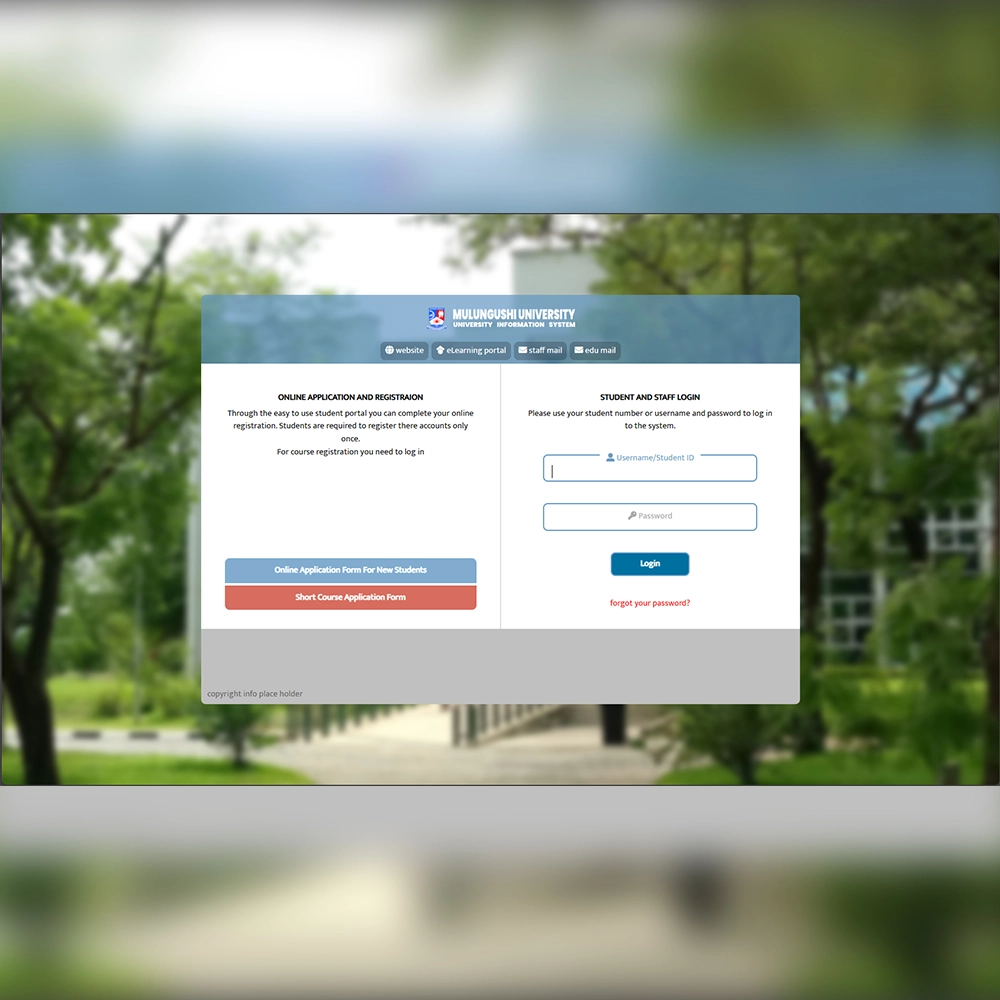 MULUNGUSHI UNIVERSITY
UNIVERSITY INFORMATION SYSTEM
website eLearning portal staff mail edu mail
ONLINE APPLICATION AND REGISTRAION
Through the easy to use student portal you can complete your online
registration. Students are required to register there accounts only
once.
For course registration you need to log in
Online Application Form For New Students
Short Course Application Form
STUDENT AND STAFF LOGIN
Please use your student number or username and password to log in
to the system.
Username/Student ID
Password
Login
forgot your password?
copyright info place holder